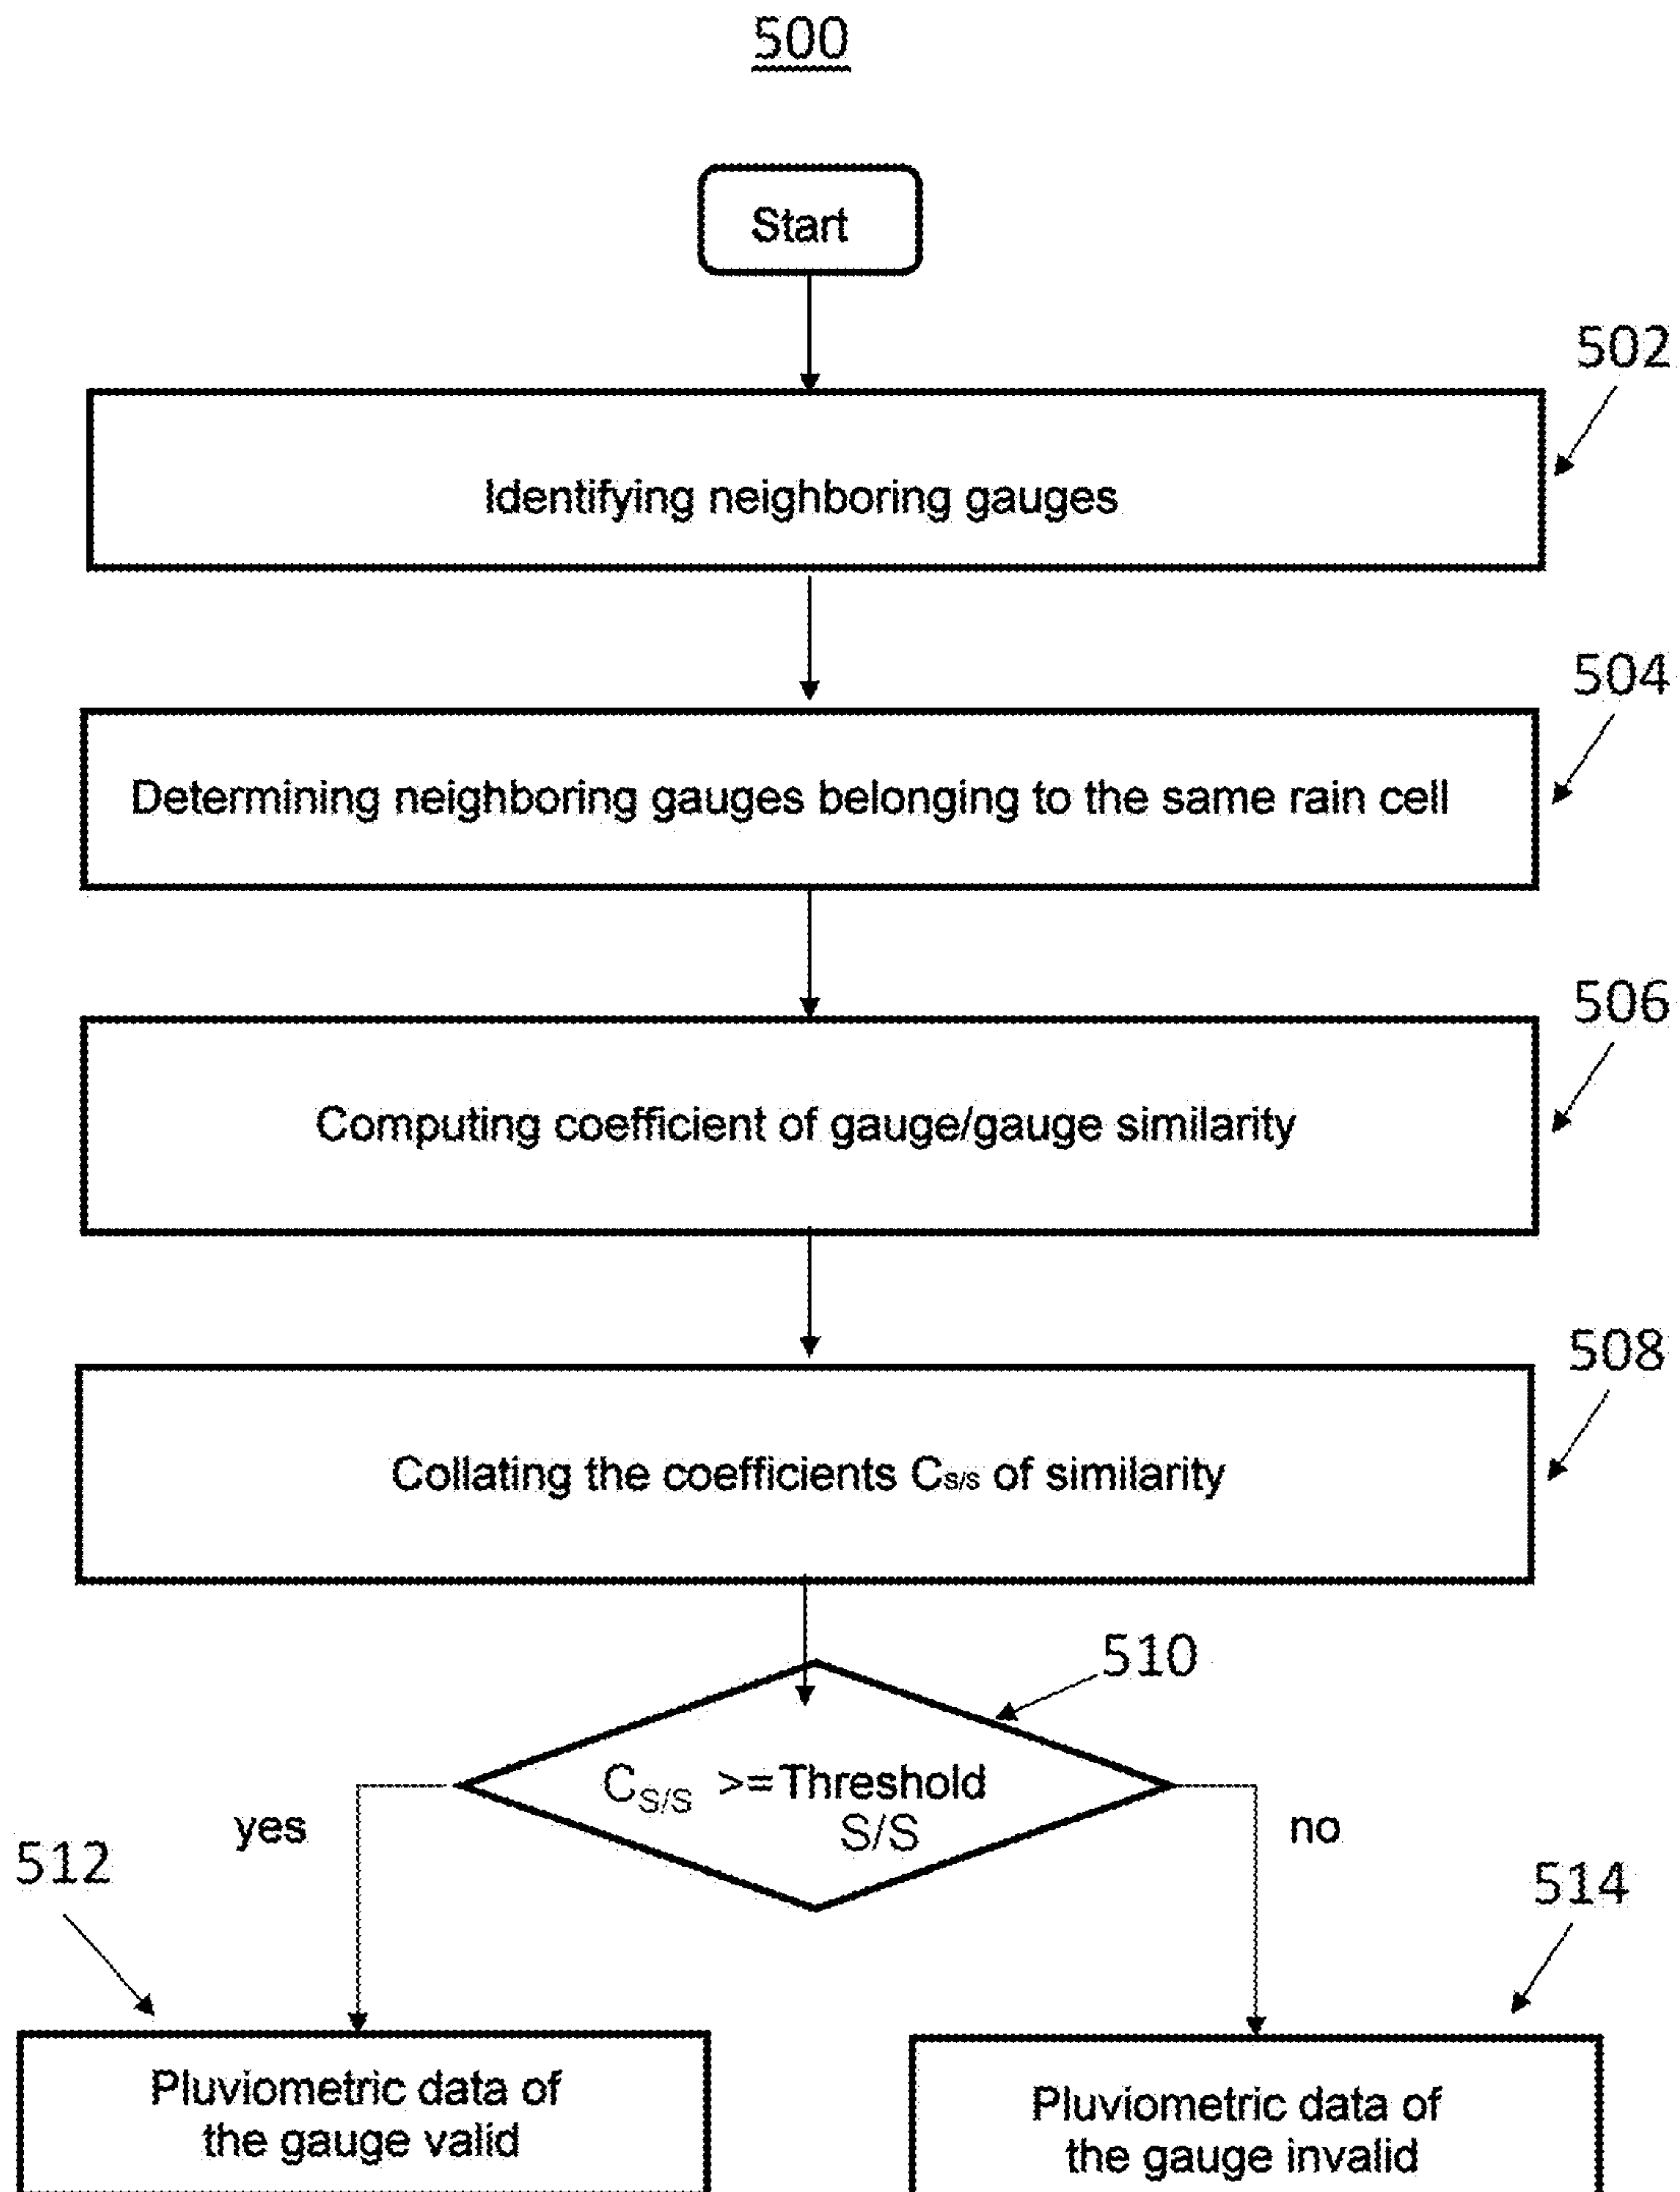 500
Start
502
Identifying neighboring gauges
504
Determining neighboring gauges belonging to the same rain cell
506
Computing coefficient of gauge/gauge similarity
508
Collating the coefficients Cs/s of similarity
510
CS/S >= Threshold
S/S
yes
no
512
514
Pluviometric data of
the gauge valid
Pluviometric data of
the gauge invalid